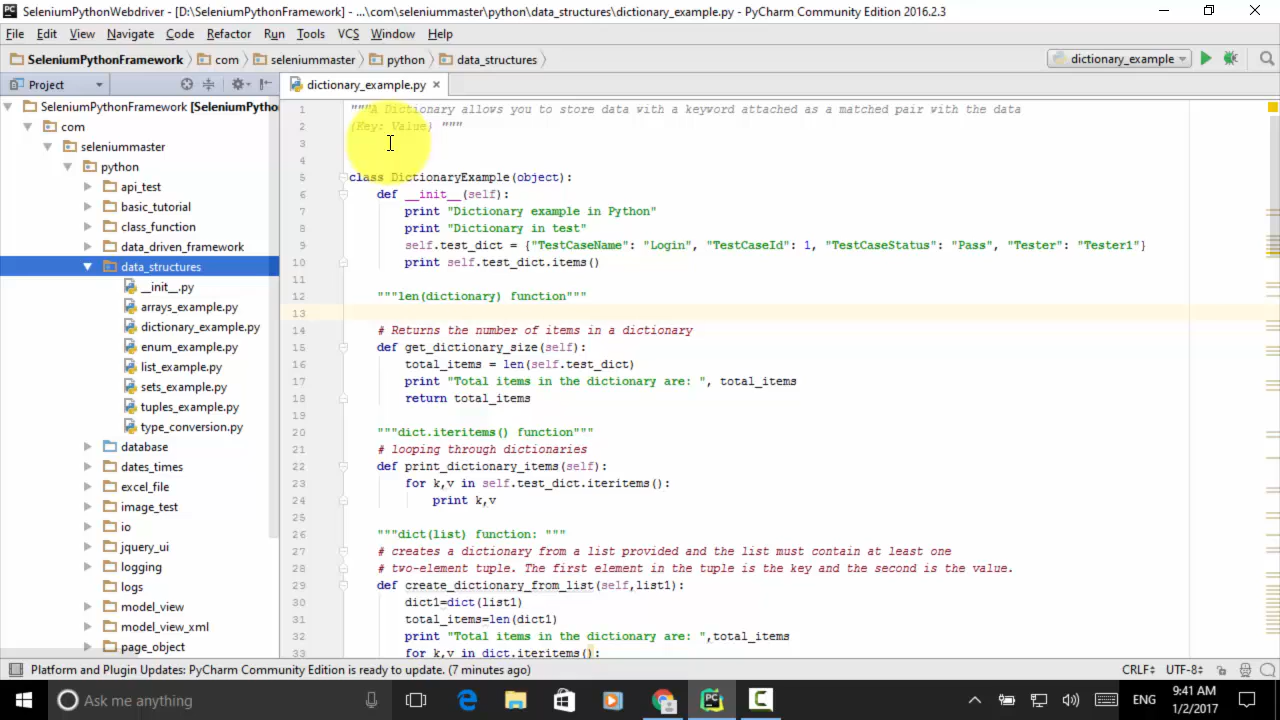 SeleniumPythonWebdriver - [D:\SeleniumPythonFramework] - ...\com\seleniummaster\python\data_structures\dictionary_example.py - PyCharm Community Edition 2016.2.3
File Edit View Navigate Code Refactor Run Tools VCS Window Help
SeleniumPythonFramework com seleniummaster python data_structures dictionary_example
Project dictionary_example.py
SeleniumPythonFramework [SeleniumPytho
com
seleniummaster
python
api_test
basic_tutorial
class_function
data_driven_framework
data_structures
__init__.py
arrays_example.py
dictionary_example.py
enum_example.py
list_example.py
sets_example.py
tuples_example.py
type_conversion.py
database
dates_times
excel_file
image_test
io
jquery_ui
logging
logs
model_view
model_view_xml
page_object
1 """A Dictionary allows you to store data with a keyword attached as a matched pair with the data
2 (Key: Value) """
3
4
5 class DictionaryExample(object):
6 def __init__(self):
7 print "Dictionary example in Python"
8 print "Dictionary in test"
9 self.test_dict = {"TestCaseName": "Login", "TestCaseId": 1, "TestCaseStatus": "Pass", "Tester": "Tester1"}
10 print self.test_dict.items()
11
12 """len(dictionary) function"""
13
14 # Returns the number of items in a dictionary
15 def get_dictionary_size(self):
16 total_items = len(self.test_dict)
17 print "Total items in the dictionary are: ", total_items
18 return total_items
19
20 """dict.iteritems() function"""
21 # looping through dictionaries
22 def print_dictionary_items(self):
23 for k,v in self.test_dict.iteritems():
24 print k,v
25
26 """dict(list) function: """
27 # creates a dictionary from a list provided and the list must contain at least one
28 # two-element tuple. The first element in the tuple is the key and the second is the value.
29 def create_dictionary_from_list(self,list1):
30 dict1=dict(list1)
31 total_items=len(dict1)
32 print "Total items in the dictionary are: ",total_items
33 for k,v in dict.iteritems():
Platform and Plugin Updates: PyCharm Community Edition is ready to update. (7 minutes ago) CRLF UTF-8
Ask me anything ENG 9:41 AM
1/2/2017